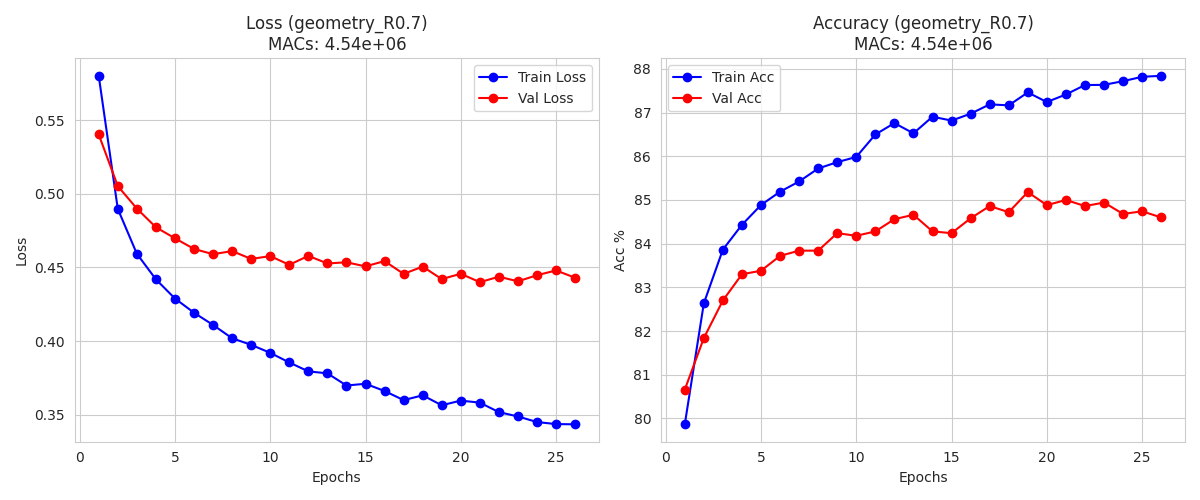 Loss (geometry_R0.7)
MACs: 4.54e+06
Train Loss
Val Loss
0.55
0.50
0.45
0.40
0.35
Loss
0
5
10
15
20
25
Epochs
Accuracy (geometry_R0.7)
MACs: 4.54e+06
Train Acc
Val Acc
88
87
86
85
84
83
82
81
80
Acc %
0
5
10
15
20
25
Epochs